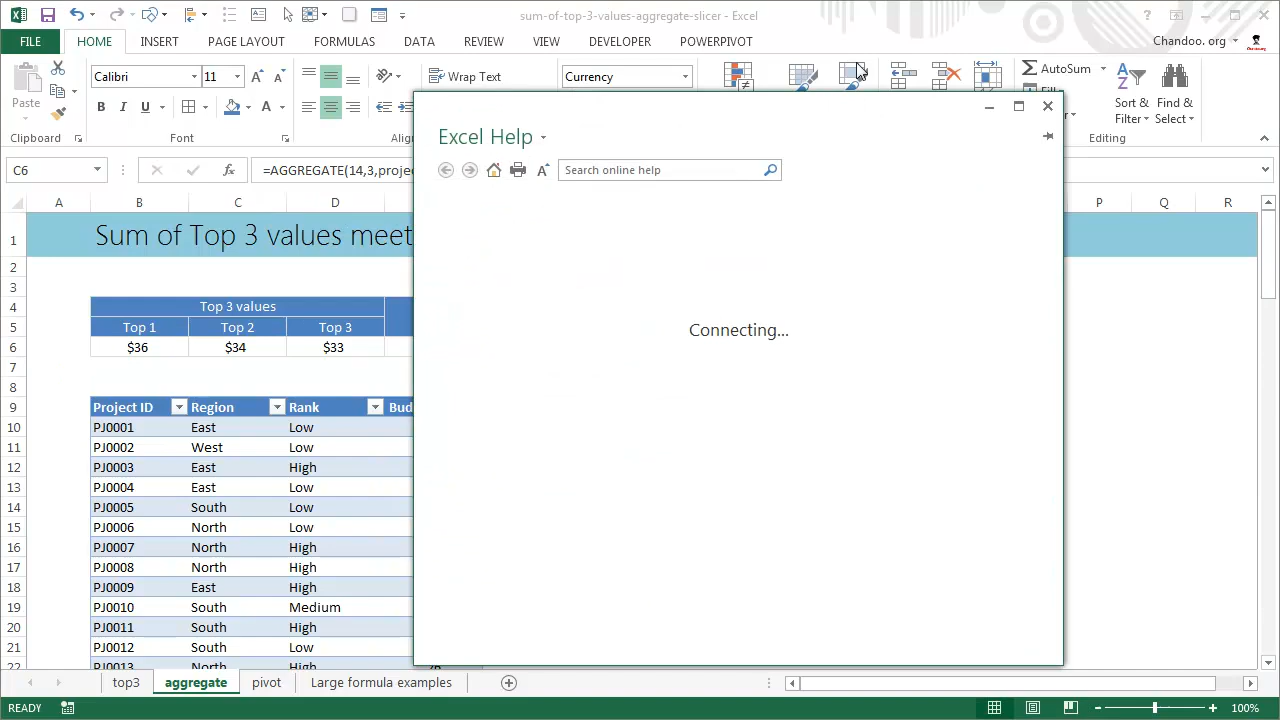 sum-of-top-3-values-aggregate-slicer - Excel
FILE HOME INSERT PAGE LAYOUT FORMULAS DATA REVIEW VIEW DEVELOPER POWERPIVOT Chandoo. org
Paste
Calibri 11
Wrap Text
Currency
AutoSum
Sort & Filter
Find & Select
Clipboard Font Editing
C6 =AGGREGATE(14,3,projec
Excel Help
Search online help
Connecting...
A B C D P Q R
1 Sum of Top 3 values meet
2
3
4 Top 3 values
5 Top 1 Top 2 Top 3
6 $36 $34 $33
7
8
9 Project ID Region Rank
10 PJ0001 East Low
11 PJ0002 West Low
12 PJ0003 East High
13 PJ0004 East Low
14 PJ0005 South Low
15 PJ0006 North Low
16 PJ0007 North High
17 PJ0008 North High
18 PJ0009 East High
19 PJ0010 South Medium
20 PJ0011 South High
21 PJ0012 South Low
22 PJ0013 North High
top3 aggregate pivot Large formula examples
READY 100%